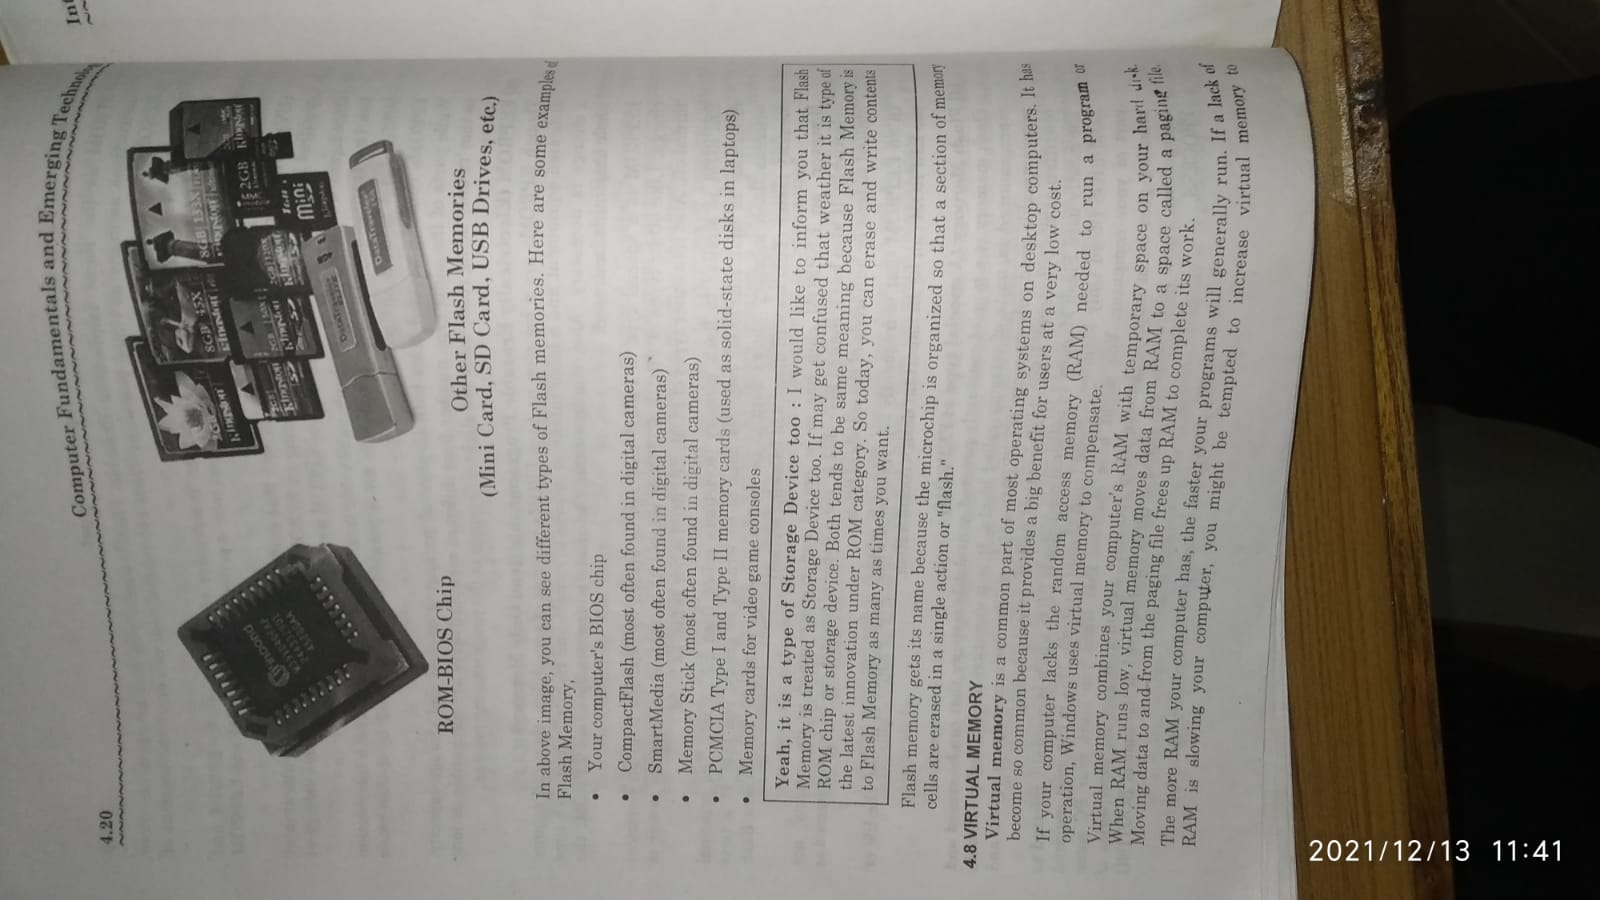 4.20
Computer Fundamentals and Emerging
Kingston
8GB 45X
Kingston
8GB 133X
2GB
Kingston
mini
DataTraveler
ROM-BIOS Chip
Other Flash Memories
(Mini Card, SD Card, USB Drives, etc.)
In above image, you can see different types of Flash memories. Here are some examples of
Flash Memory,
• Your computer's BIOS chip
• CompactFlash (most often found in digital cameras)
• SmartMedia (most often found in digital cameras)
• Memory Stick (most often found in digital cameras)
• PCMCIA Type I and Type II memory cards (used as solid-state disks in laptops)
• Memory cards for video game consoles
Yeah, it is a type of Storage Device too : I would like to inform you that Flash
Memory is treated as Storage Device too. If may get confused that weather it is type of
ROM chip or storage device. Both tends to be same meaning because Flash Memory is
the latest innovation under ROM category. So today, you can erase and write contents
to Flash Memory as many as times you want.
Flash memory gets its name because the microchip is organized so that a section of memory
cells are erased in a single action or "flash."
4.8 VIRTUAL MEMORY
Virtual memory is a common part of most operating systems on desktop computers. It has
become so common because it provides a big benefit for users at a very low cost.
If your computer lacks the random access memory (RAM) needed to run a program or
operation, Windows uses virtual memory to compensate.
Virtual memory combines your computer's RAM with temporary space on your hard disk.
When RAM runs low, virtual memory moves data from RAM to a space called a paging file.
Moving data to and from the paging file frees up RAM to complete its work.
The more RAM your computer has, the faster your programs will generally run. If a lack of
RAM is slowing your computer, you might be tempted to increase virtual memory to
2021/12/13 11:41